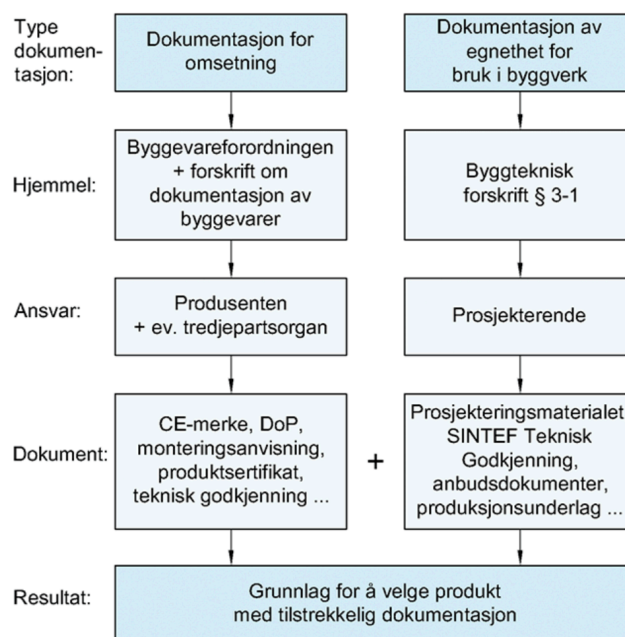 Type
dokumen-
tasjon:
Dokumentasjon for
omsetning
Dokumentasjon av
egnethet for
bruk i byggverk
Hjemmel:
Byggevareforordningen
+ forskrift om
dokumentasjon av
byggevarer
Byggteknisk
forskrift § 3-1
Ansvar:
Produsenten
+ ev. tredjepartsorgan
Prosjekterende
Dokument:
CE-merke, DoP,
monteringsanvisning,
produktsertifikat,
teknisk godkjenning ...
+
Prosjekteringsmaterialet
SINTEF Teknisk
Godkjenning,
anbudsdokumenter,
produksjonsunderlag ...
Resultat:
Grunnlag for å velge produkt
med tilstrekkelig dokumentasjon